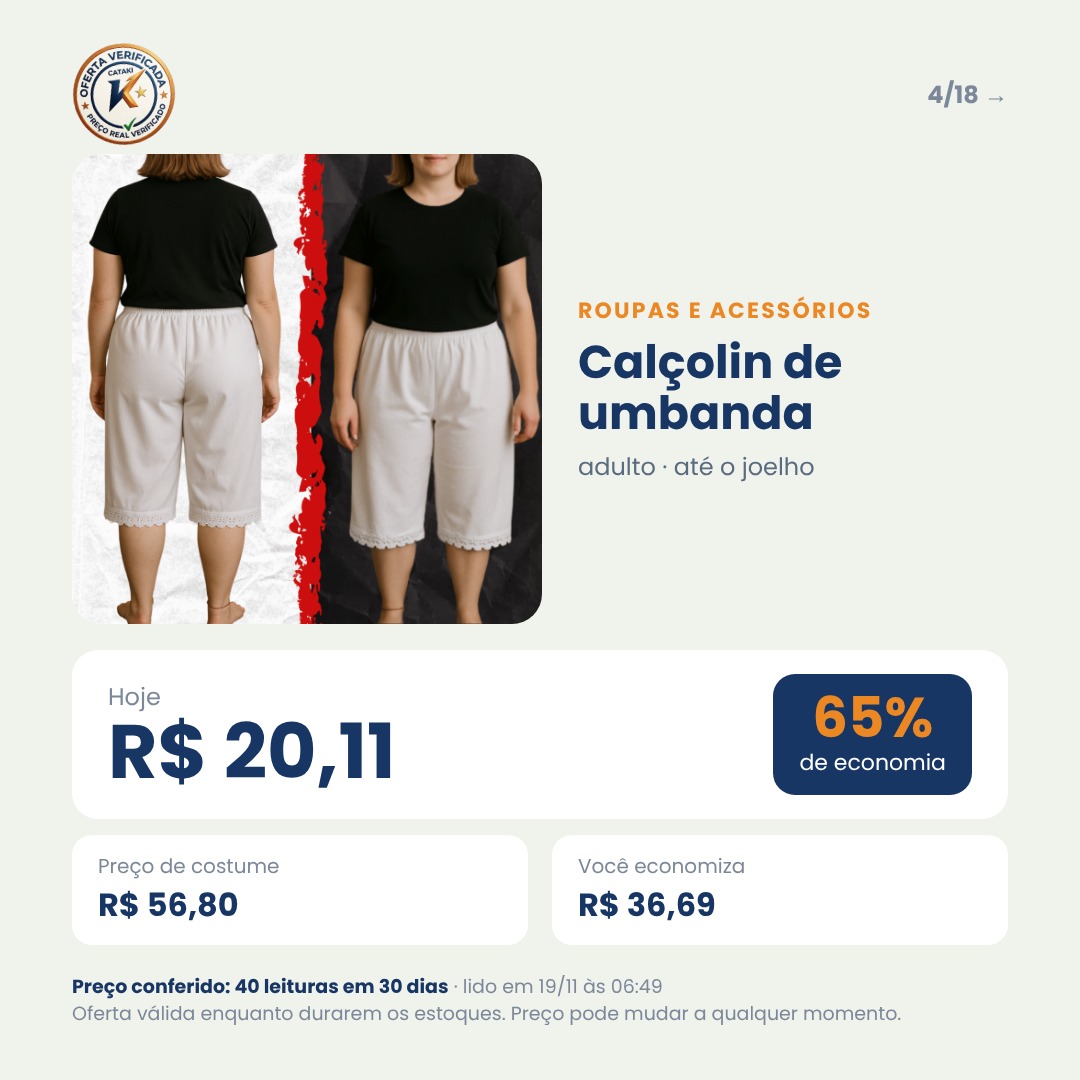 OFERTA VERIFICADA
CATAKI
K
PREÇO REAL VERIFICADO
4/18 →
ROUPAS E ACESSÓRIOS
Calçolin de
umbanda
adulto · até o joelho
Hoje
R$ 20,11
65%
de economia
Preço de costume
R$ 56,80
Você economiza
R$ 36,69
Preço conferido: 40 leituras em 30 dias · lido em 19/11 às 06:49
Oferta válida enquanto durarem os estoques. Preço pode mudar a qualquer momento.